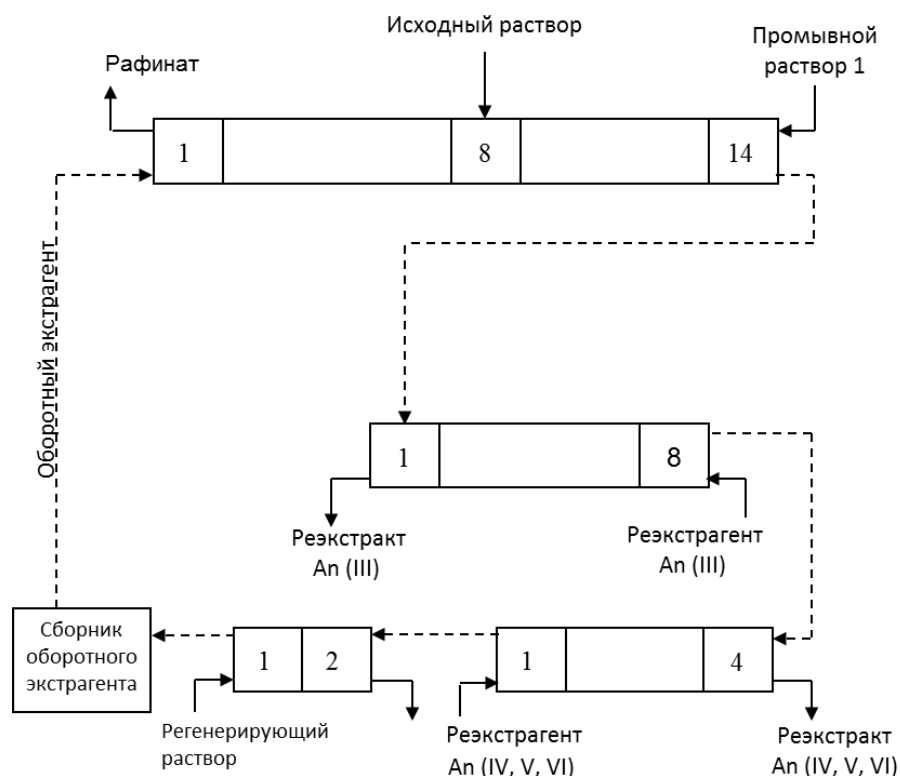 Исходный раствор
Промывной
раствор 1
Рафинат
1
8
14
Оборотный экстрагент
1
8
Реэкстракт
An (III)
Реэкстрагент
An (III)
Сборник
оборотного
экстрагента
1
2
1
4
Регенерирующий
раствор
Реэкстрагент
An (IV, V, VI)
Реэкстракт
An (IV, V, VI)